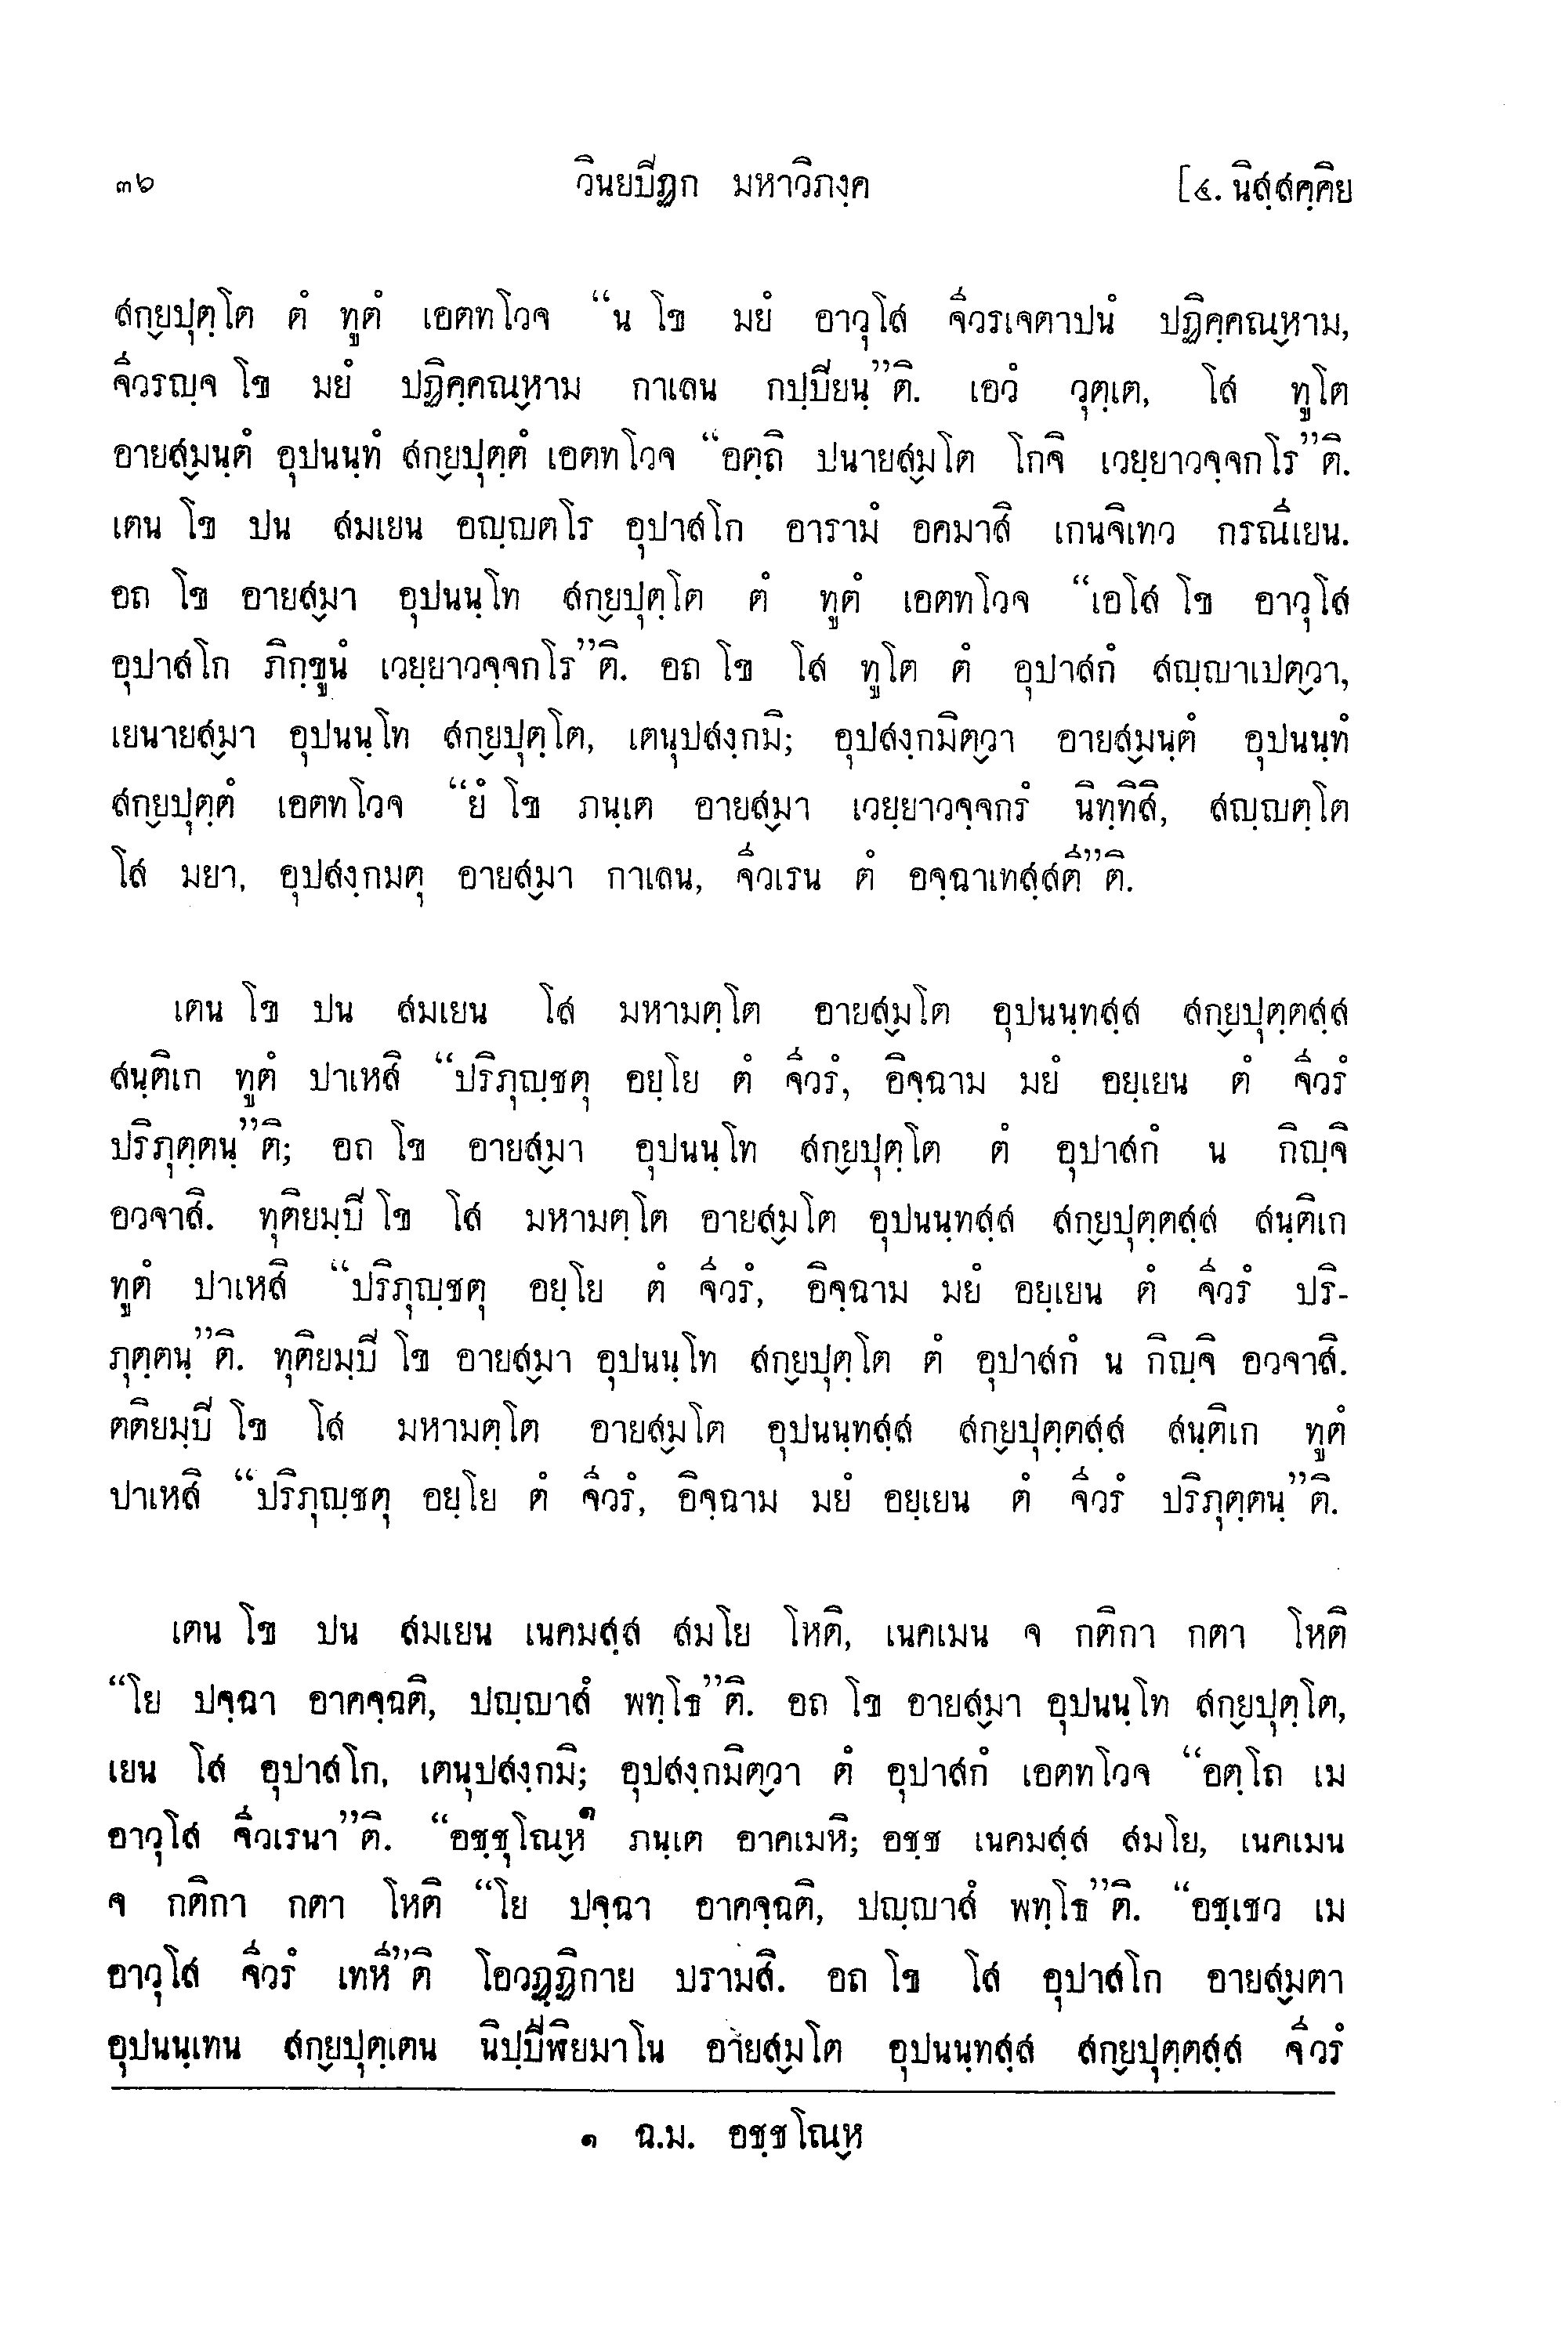 ๓๖ วินยปิฏก มหาวิภงฺค [๔. นิสฺสคฺคิย
สกฺยปุตฺโต ตํ ทูตํ เอตทโวจ “น โข มยํ อาวุโส จีวรเจตาปนํ ปฏิคฺคณฺหาม,
จีวรญฺจ โข มยํ ปฏิคฺคณฺหาม กาเลน กปฺปิยนฺ”ติ. เอวํ วุตฺเต, โส ทูโต
อายสฺมนฺตํ อุปนนฺทํ สกฺยปุตฺตํ เอตทโวจ “อตฺถิ ปนายสฺมโต โกจิ เวยฺยาวจฺจกโร”ติ.
เตน โข ปน สมเยน อญฺญตโร อุปาสโก อารามํ อคมาสิ เกนจิเทว กรณีเยน.
อถ โข อายสฺมา อุปนนฺโท สกฺยปุตฺโต ตํ ทูตํ เอตทโวจ “เอโส โข อาวุโส
อุปาสโก ภิกฺขูนํ เวยฺยาวจฺจกโร”ติ. อถ โข โส ทูโต ตํ อุปาสกํ สญฺญาเปตฺวา,
เยนายสฺมา อุปนนฺโท สกฺยปุตฺโต, เตนุปสงฺกมิ; อุปสงฺกมิตฺวา อายสฺมนฺตํ อุปนนฺทํ
สกฺยปุตฺตํ เอตทโวจ “ยํ โข ภนฺเต อายสฺมา เวยฺยาวจฺจกรํ นิทฺทิสิ, สญฺญตฺโต
โส มยา, อุปสงฺกมตุ อายสฺมา กาเลน, จีวเรน ตํ อจฺฉาเทสฺสตี”ติ.
เตน โข ปน สมเยน โส มหามตฺโต อายสฺมโต อุปนนฺทสฺส สกฺยปุตฺตสฺส
สนฺติเก ทูตํ ปาเหสิ “ปริภุญฺชตุ อยฺโย ตํ จีวรํ, อิจฺฉาม มยํ อยฺเยน ตํ จีวรํ
ปริภุตฺตนฺ”ติ; อถ โข อายสฺมา อุปนนฺโท สกฺยปุตฺโต ตํ อุปาสกํ น กิญฺจิ
อวจาสิ. ทุติยมฺปิ โข โส มหามตฺโต อายสฺมโต อุปนนฺทสฺส สกฺยปุตฺตสฺส สนฺติเก
ทูตํ ปาเหสิ “ปริภุญฺชตุ อยฺโย ตํ จีวรํ, อิจฺฉาม มยํ อยฺเยน ตํ จีวรํ ปริ-
ภุตฺตนฺ”ติ. ทุติยมฺปิ โข อายสฺมา อุปนนฺโท สกฺยปุตฺโต ตํ อุปาสกํ น กิญฺจิ อวจาสิ.
ตติยมฺปิ โข โส มหามตฺโต อายสฺมโต อุปนนฺทสฺส สกฺยปุตฺตสฺส สนฺติเก ทูตํ
ปาเหสิ “ปริภุญฺชตุ อยฺโย ตํ จีวรํ, อิจฺฉาม มยํ อยฺเยน ตํ จีวรํ ปริภุตฺตนฺ”ติ.
เตน โข ปน สมเยน เนคมสฺส สมโย โหติ, เนคเมน จ กติกา กตา โหติ
“โย ปจฺฉา อาคจฺฉติ, ปญฺญาสํ พทฺโธ”ติ. อถ โข อายสฺมา อุปนนฺโท สกฺยปุตฺโต,
เยน โส อุปาสโก, เตนุปสงฺกมิ; อุปสงฺกมิตฺวา ตํ อุปาสกํ เอตทโวจ “อตฺโถ เม
อาวุโส จีวเรนา”ติ. “อชฺชุโณฺห๑ ภนฺเต อาคเมหิ; อชฺช เนคมสฺส สมโย, เนคเมน
จ กติกา กตา โหติ “โย ปจฺฉา อาคจฺฉติ, ปญฺญาสํ พทฺโธ”ติ. “อชฺเชว เม
อาวุโส จีวรํ เทหี”ติ โอวฏฺฏิกาย ปรามสิ. อถ โข โส อุปาสโก อายสฺมตา
อุปนนฺเทน สกฺยปุตฺเตน นิปฺปีฬิยมาโน อายสฺมโต อุปนนฺทสฺส สกฺยปุตฺตสฺส จีวรํ
๑ ฉ.ม. อชฺชโณฺห